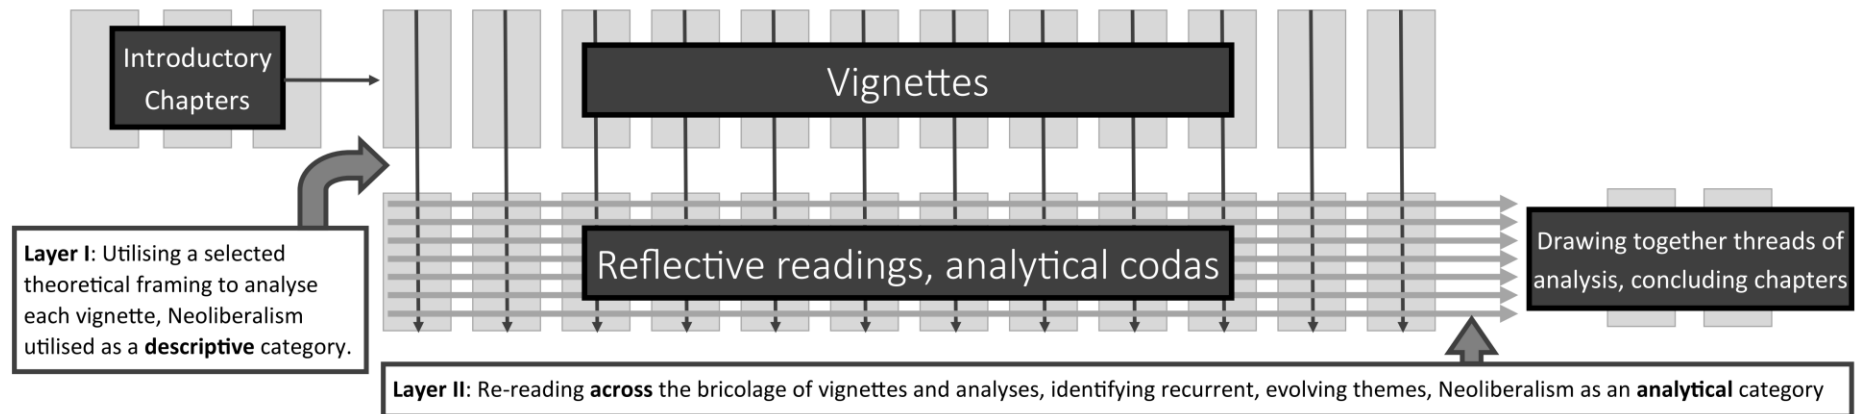 Introductory
Chapters
Vignettes
Layer I: Utilising a selected
theoretical framing to analyse
each vignette, Neoliberalism
utilised as a descriptive category.
Reflective readings, analytical codas
Drawing together threads of
analysis, concluding chapters
Layer II: Re-reading across the bricolage of vignettes and analyses, identifying recurrent, evolving themes, Neoliberalism as an analytical category